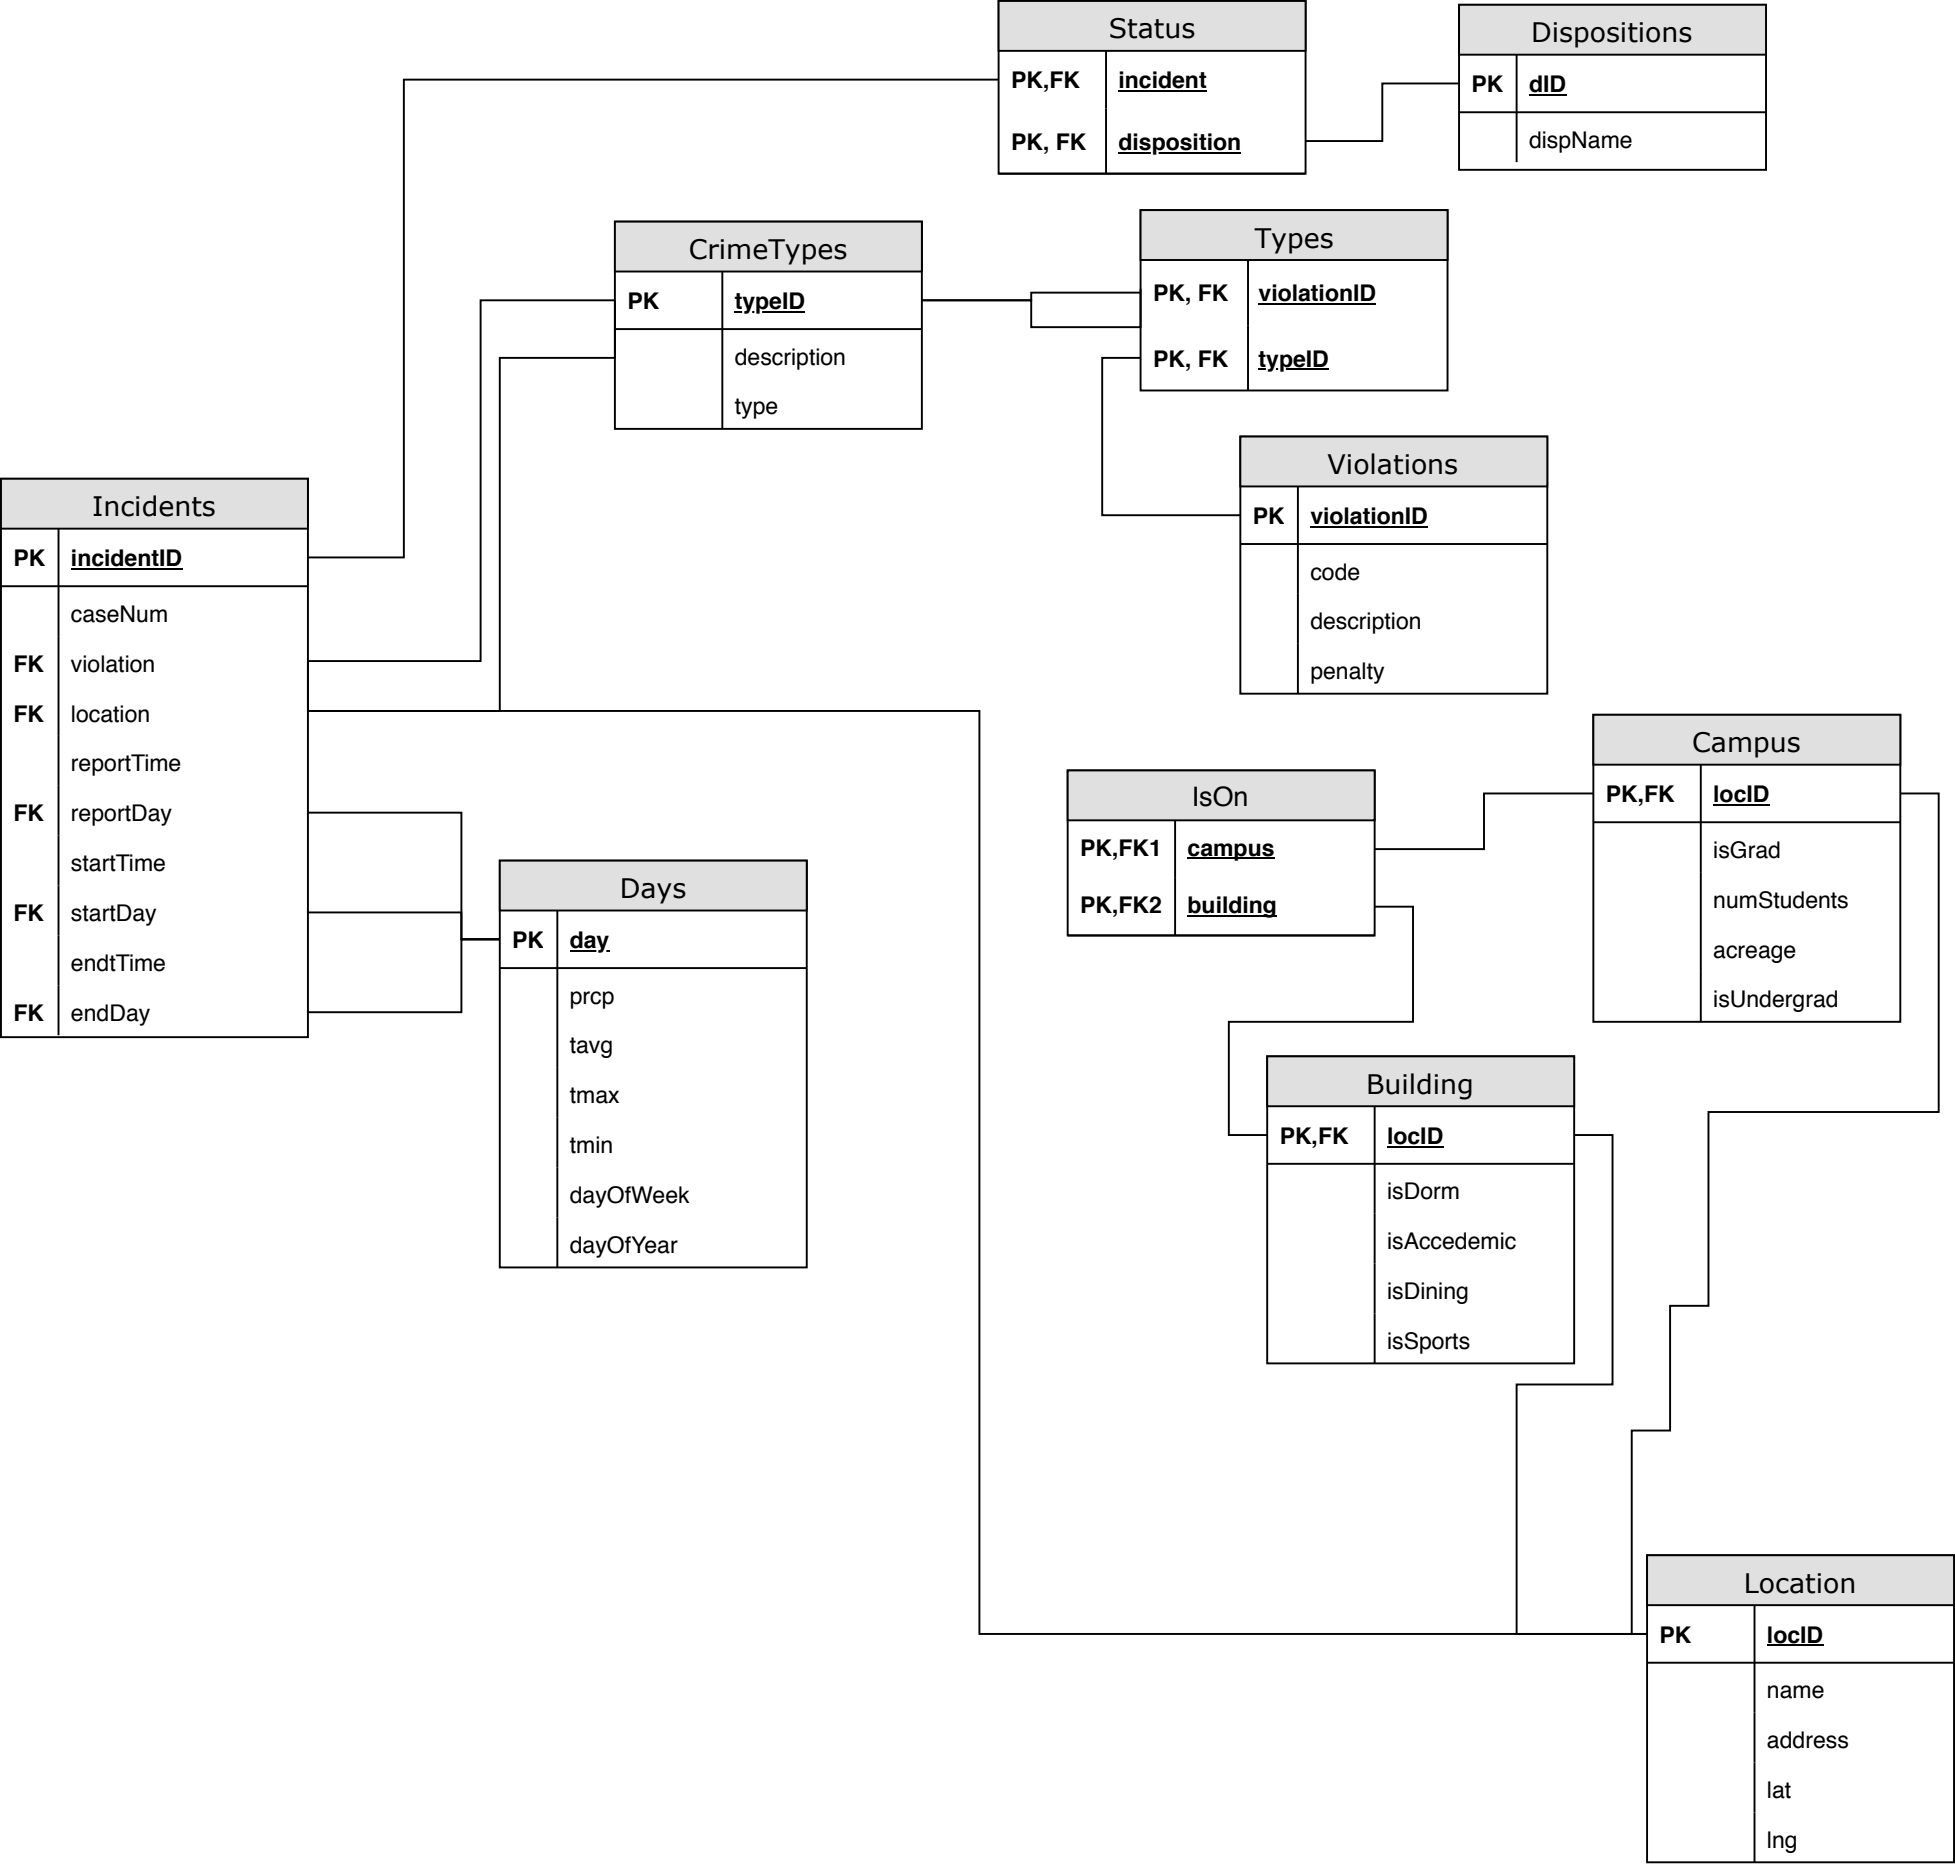 Status
PK,FK incident
PK, FK disposition
Dispositions
PK dID
dispName
CrimeTypes
PK typeID
description
type
Types
PK, FK violationID
PK, FK typeID
Violations
PK violationID
code
description
penalty
Incidents
PK incidentID
caseNum
FK violation
FK location
reportTime
FK reportDay
startTime
FK startDay
endtTime
FK endDay
Days
PK day
prcp
tavg
tmax
tmin
dayOfWeek
dayOfYear
IsOn
PK,FK1 campus
PK,FK2 building
Campus
PK,FK locID
isGrad
numStudents
acreage
isUndergrad
Building
PK,FK locID
isDorm
isAccedemic
isDining
isSports
Location
PK locID
name
address
lat
lng